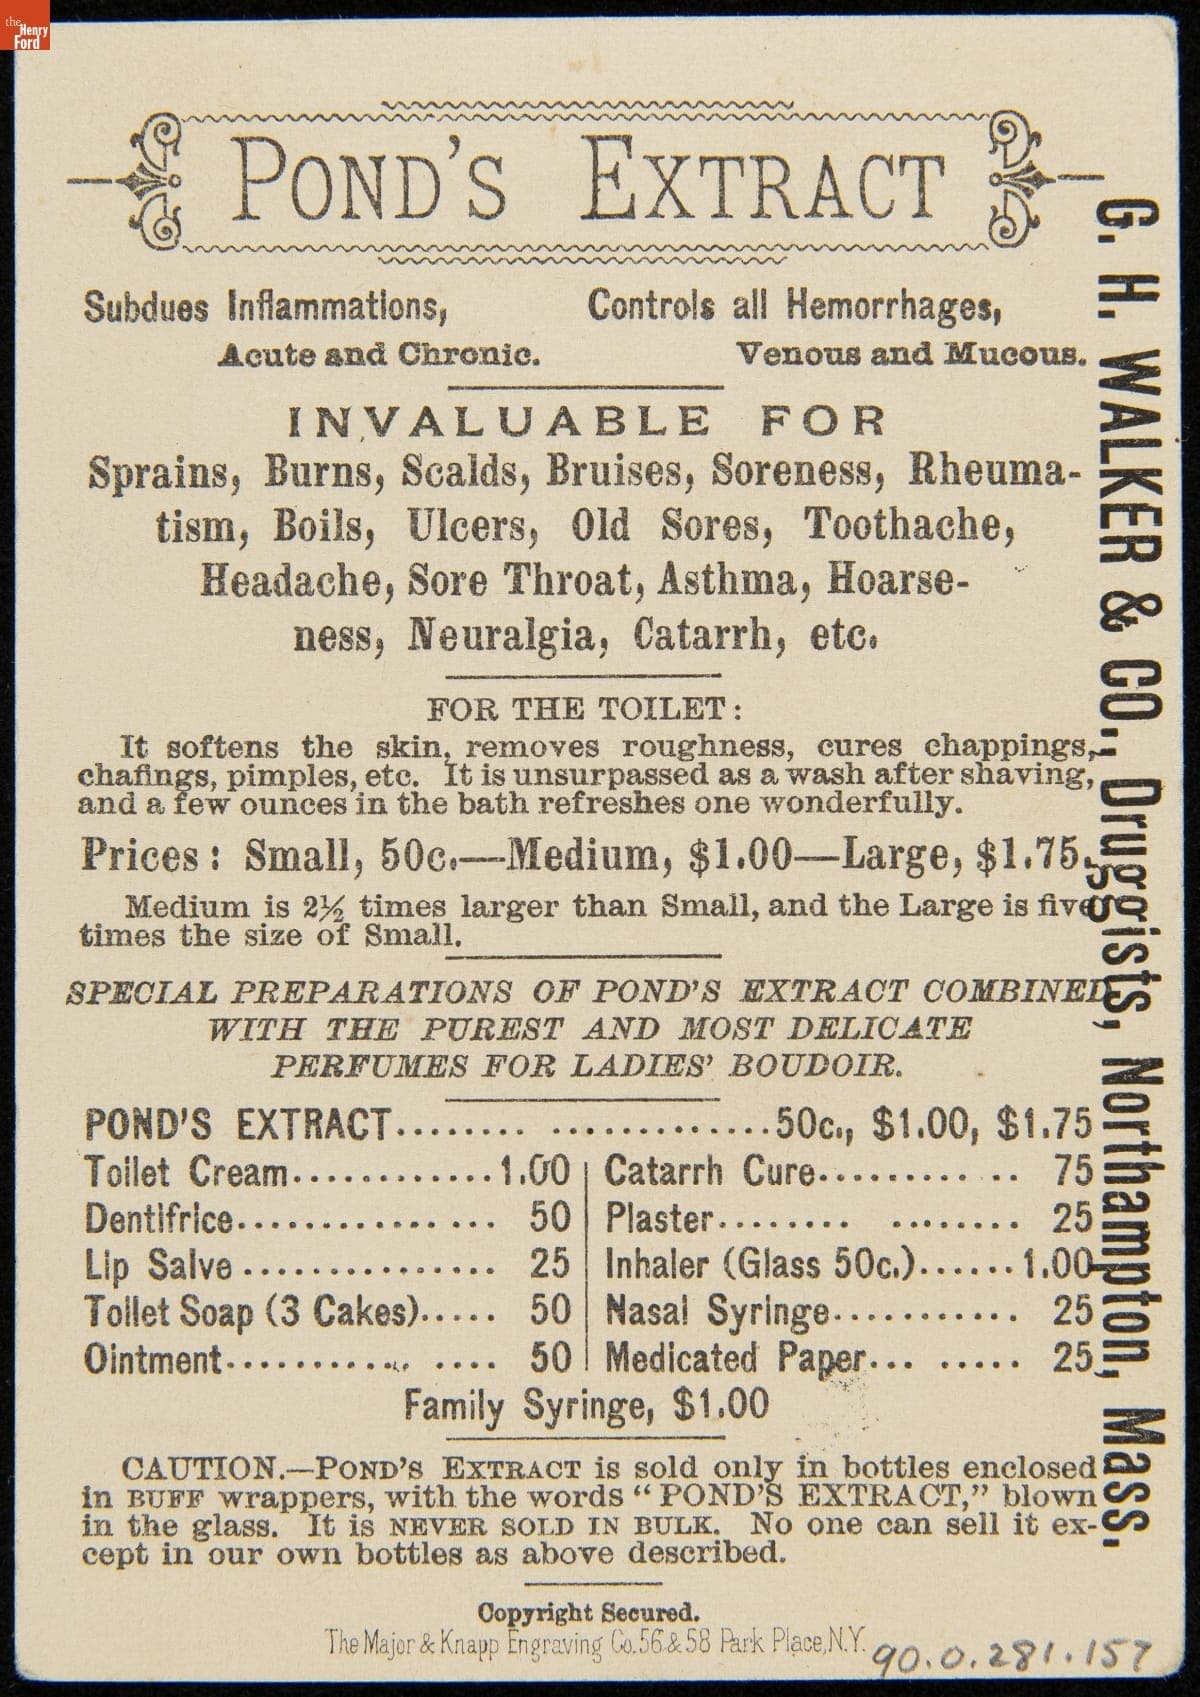 the
Henry
Ford
POND'S EXTRACT
Subdues Inflammations, Controls all Hemorrhages,
Acute and Chronic. Venous and Mucous.
INVALUABLE FOR
Sprains, Burns, Scalds, Bruises, Soreness, Rheuma-
tism, Boils, Ulcers, Old Sores, Toothache,
Headache, Sore Throat, Asthma, Hoarse-
ness, Neuralgia, Catarrh, etc.
FOR THE TOILET:
It softens the skin, removes roughness, cures chappings,
chafings, pimples, etc. It is unsurpassed as a wash after shaving,
and a few ounces in the bath refreshes one wonderfully.
Prices: Small, 50c.—Medium, $1.00—Large, $1.75.
Medium is 2½ times larger than Small, and the Large is five
times the size of Small.
SPECIAL PREPARATIONS OF POND'S EXTRACT COMBINED
WITH THE PUREST AND MOST DELICATE
PERFUMES FOR LADIES' BOUDOIR.
POND'S EXTRACT........ .............50c., $1.00, $1.75
Toilet Cream............1.00
Dentifrice.............. ... 50
Lip Salve............... 25
Toilet Soap (3 Cakes)..... 50
Ointment............ .... 50
Catarrh Cure.......... .. 75
Plaster........ ........ 25
Inhaler (Glass 50c.)......1.00
Nasal Syringe........... 25
Medicated Paper... ..... 25
Family Syringe, $1.00
CAUTION.—POND'S EXTRACT is sold only in bottles enclosed
in BUFF wrappers, with the words "POND'S EXTRACT," blown
in the glass. It is NEVER SOLD IN BULK. No one can sell it ex-
cept in our own bottles as above described.
Copyright Secured.
The Major & Knapp Engraving Co. 56 & 58 Park Place, N.Y.
90.0.281.157
G. H. WALKER & CO., Druggists, Northampton, Mass.